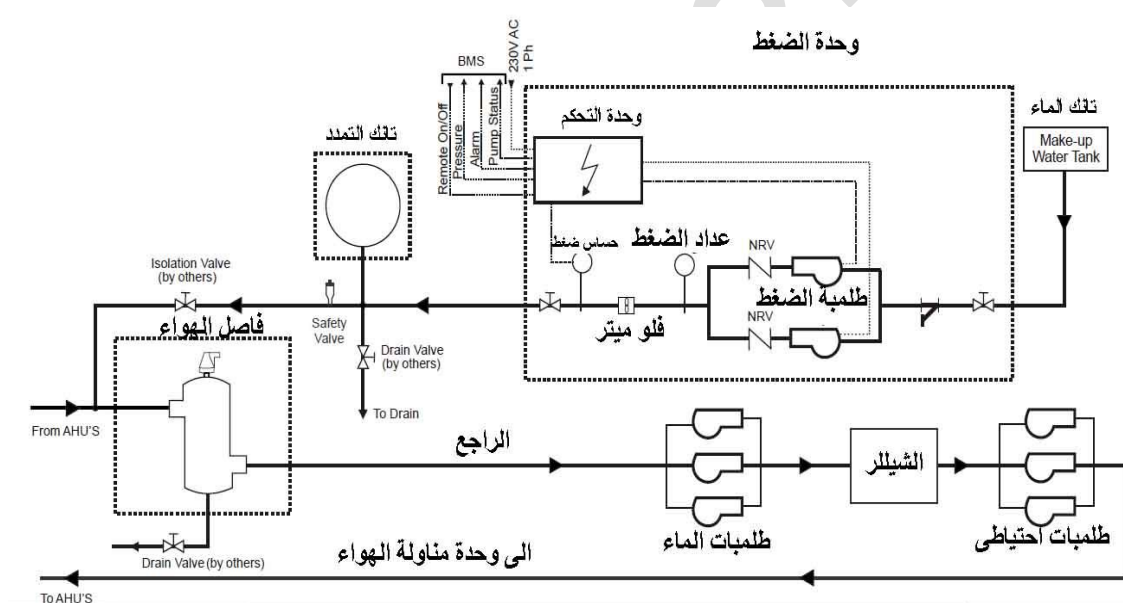 وحدة الضغط
BMS
230V AC
1 Ph
Remote On/Off
Pressure
Alarm
Pump Status
وحدة التحكم
تانك الماء
Make-up
Water Tank
تانك التمدد
حساس ضغط
عداد الضغط
NRV
طلمبة الضغط
NRV
فلو ميتر
Isolation Valve
(by others)
فاصل الهواء
Safety
Valve
Drain Valve
(by others)
To Drain
From AHU'S
الراجع
الشيللر
طلمبات الماء
طلمبات احتياطى
Drain Valve (by others)
الى وحدة مناولة الهواء
To AHU'S